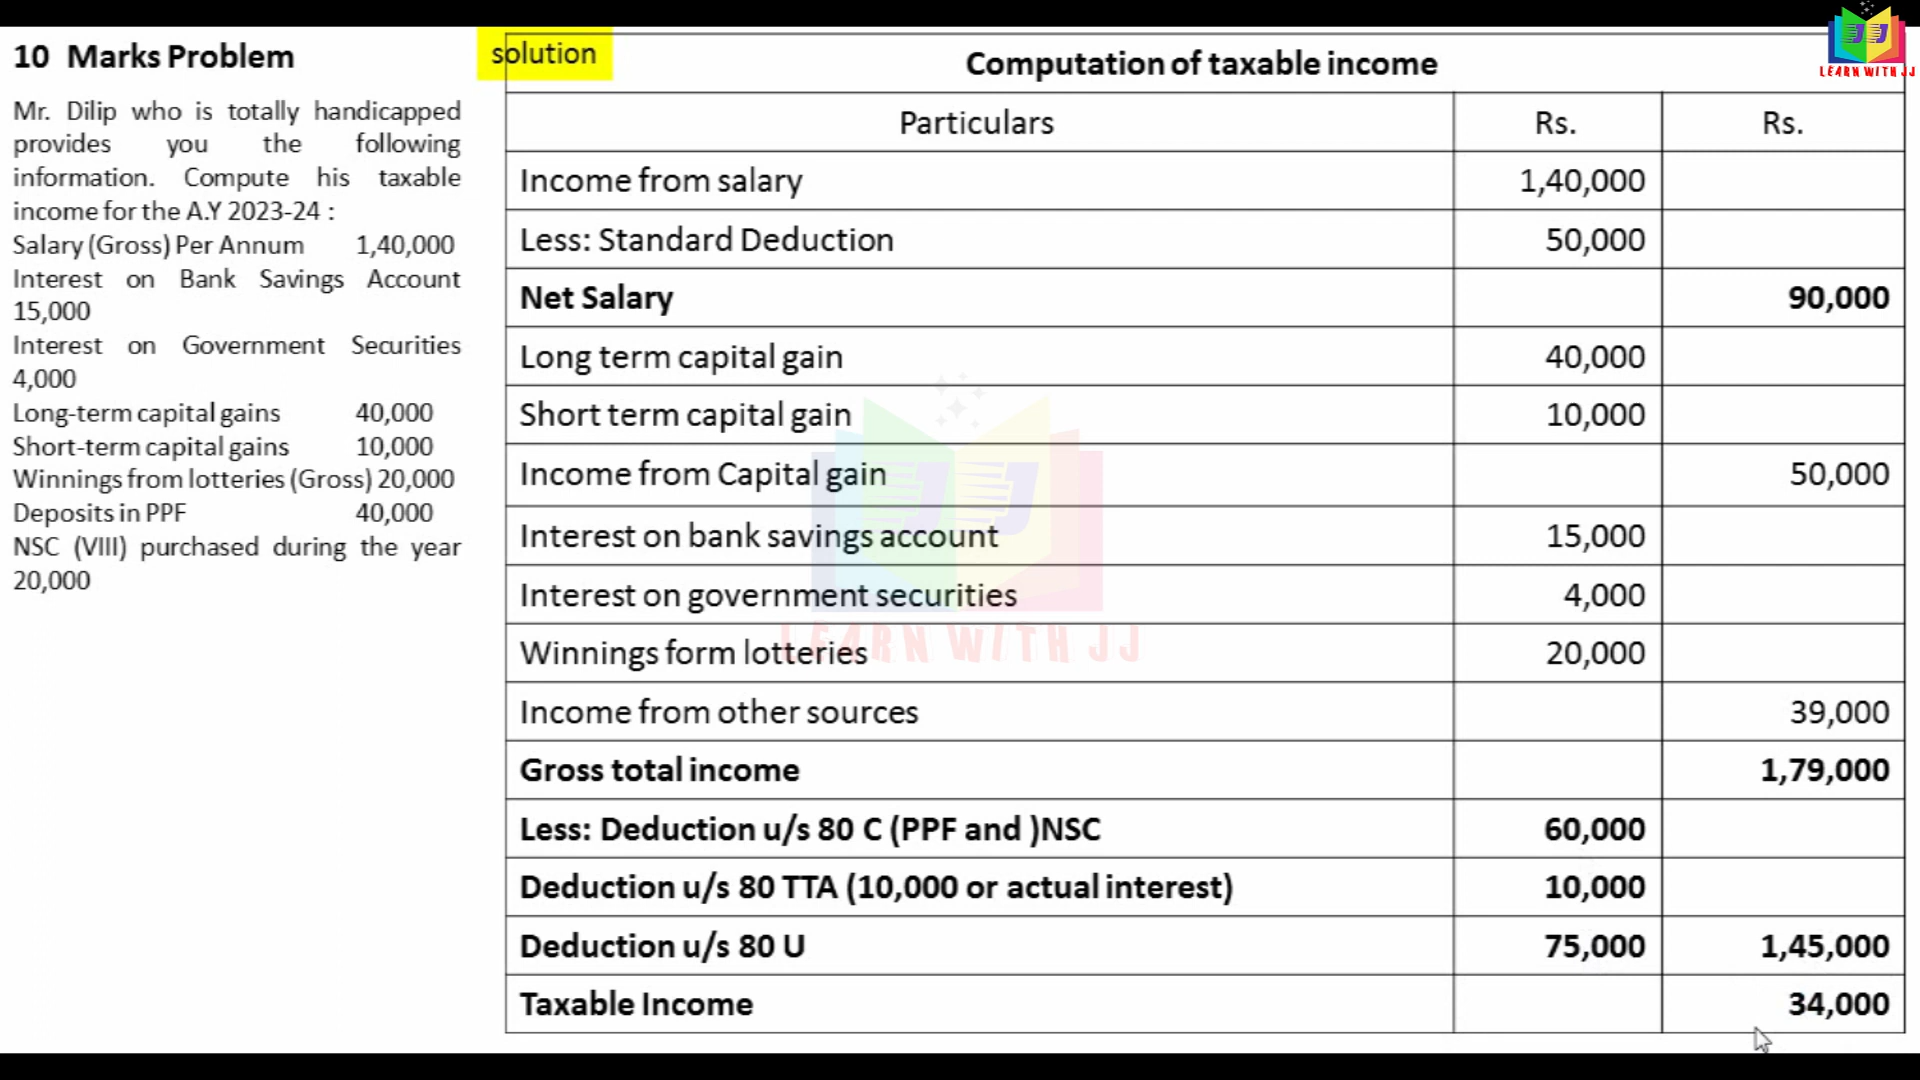 10 Marks Problem
Mr. Dilip who is totally handicapped
provides you the following
information. Compute his taxable
income for the A.Y 2023-24 :
Salary (Gross) Per Annum 1,40,000
Interest on Bank Savings Account
15,000
Interest on Government Securities
4,000
Long-term capital gains 40,000
Short-term capital gains 10,000
Winnings from lotteries (Gross) 20,000
Deposits in PPF 40,000
NSC (VIII) purchased during the year
20,000
solution
Computation of taxable income
Particulars Rs. Rs.
Income from salary 1,40,000
Less: Standard Deduction 50,000
Net Salary 90,000
Long term capital gain 40,000
Short term capital gain 10,000
Income from Capital gain 50,000
Interest on bank savings account 15,000
Interest on government securities 4,000
Winnings form lotteries 20,000
Income from other sources 39,000
Gross total income 1,79,000
Less: Deduction u/s 80 C (PPF and )NSC 60,000
Deduction u/s 80 TTA (10,000 or actual interest) 10,000
Deduction u/s 80 U 75,000 1,45,000
Taxable Income 34,000
JJ
LEARN WITH JJ
JJ
LEARN WITH JJ